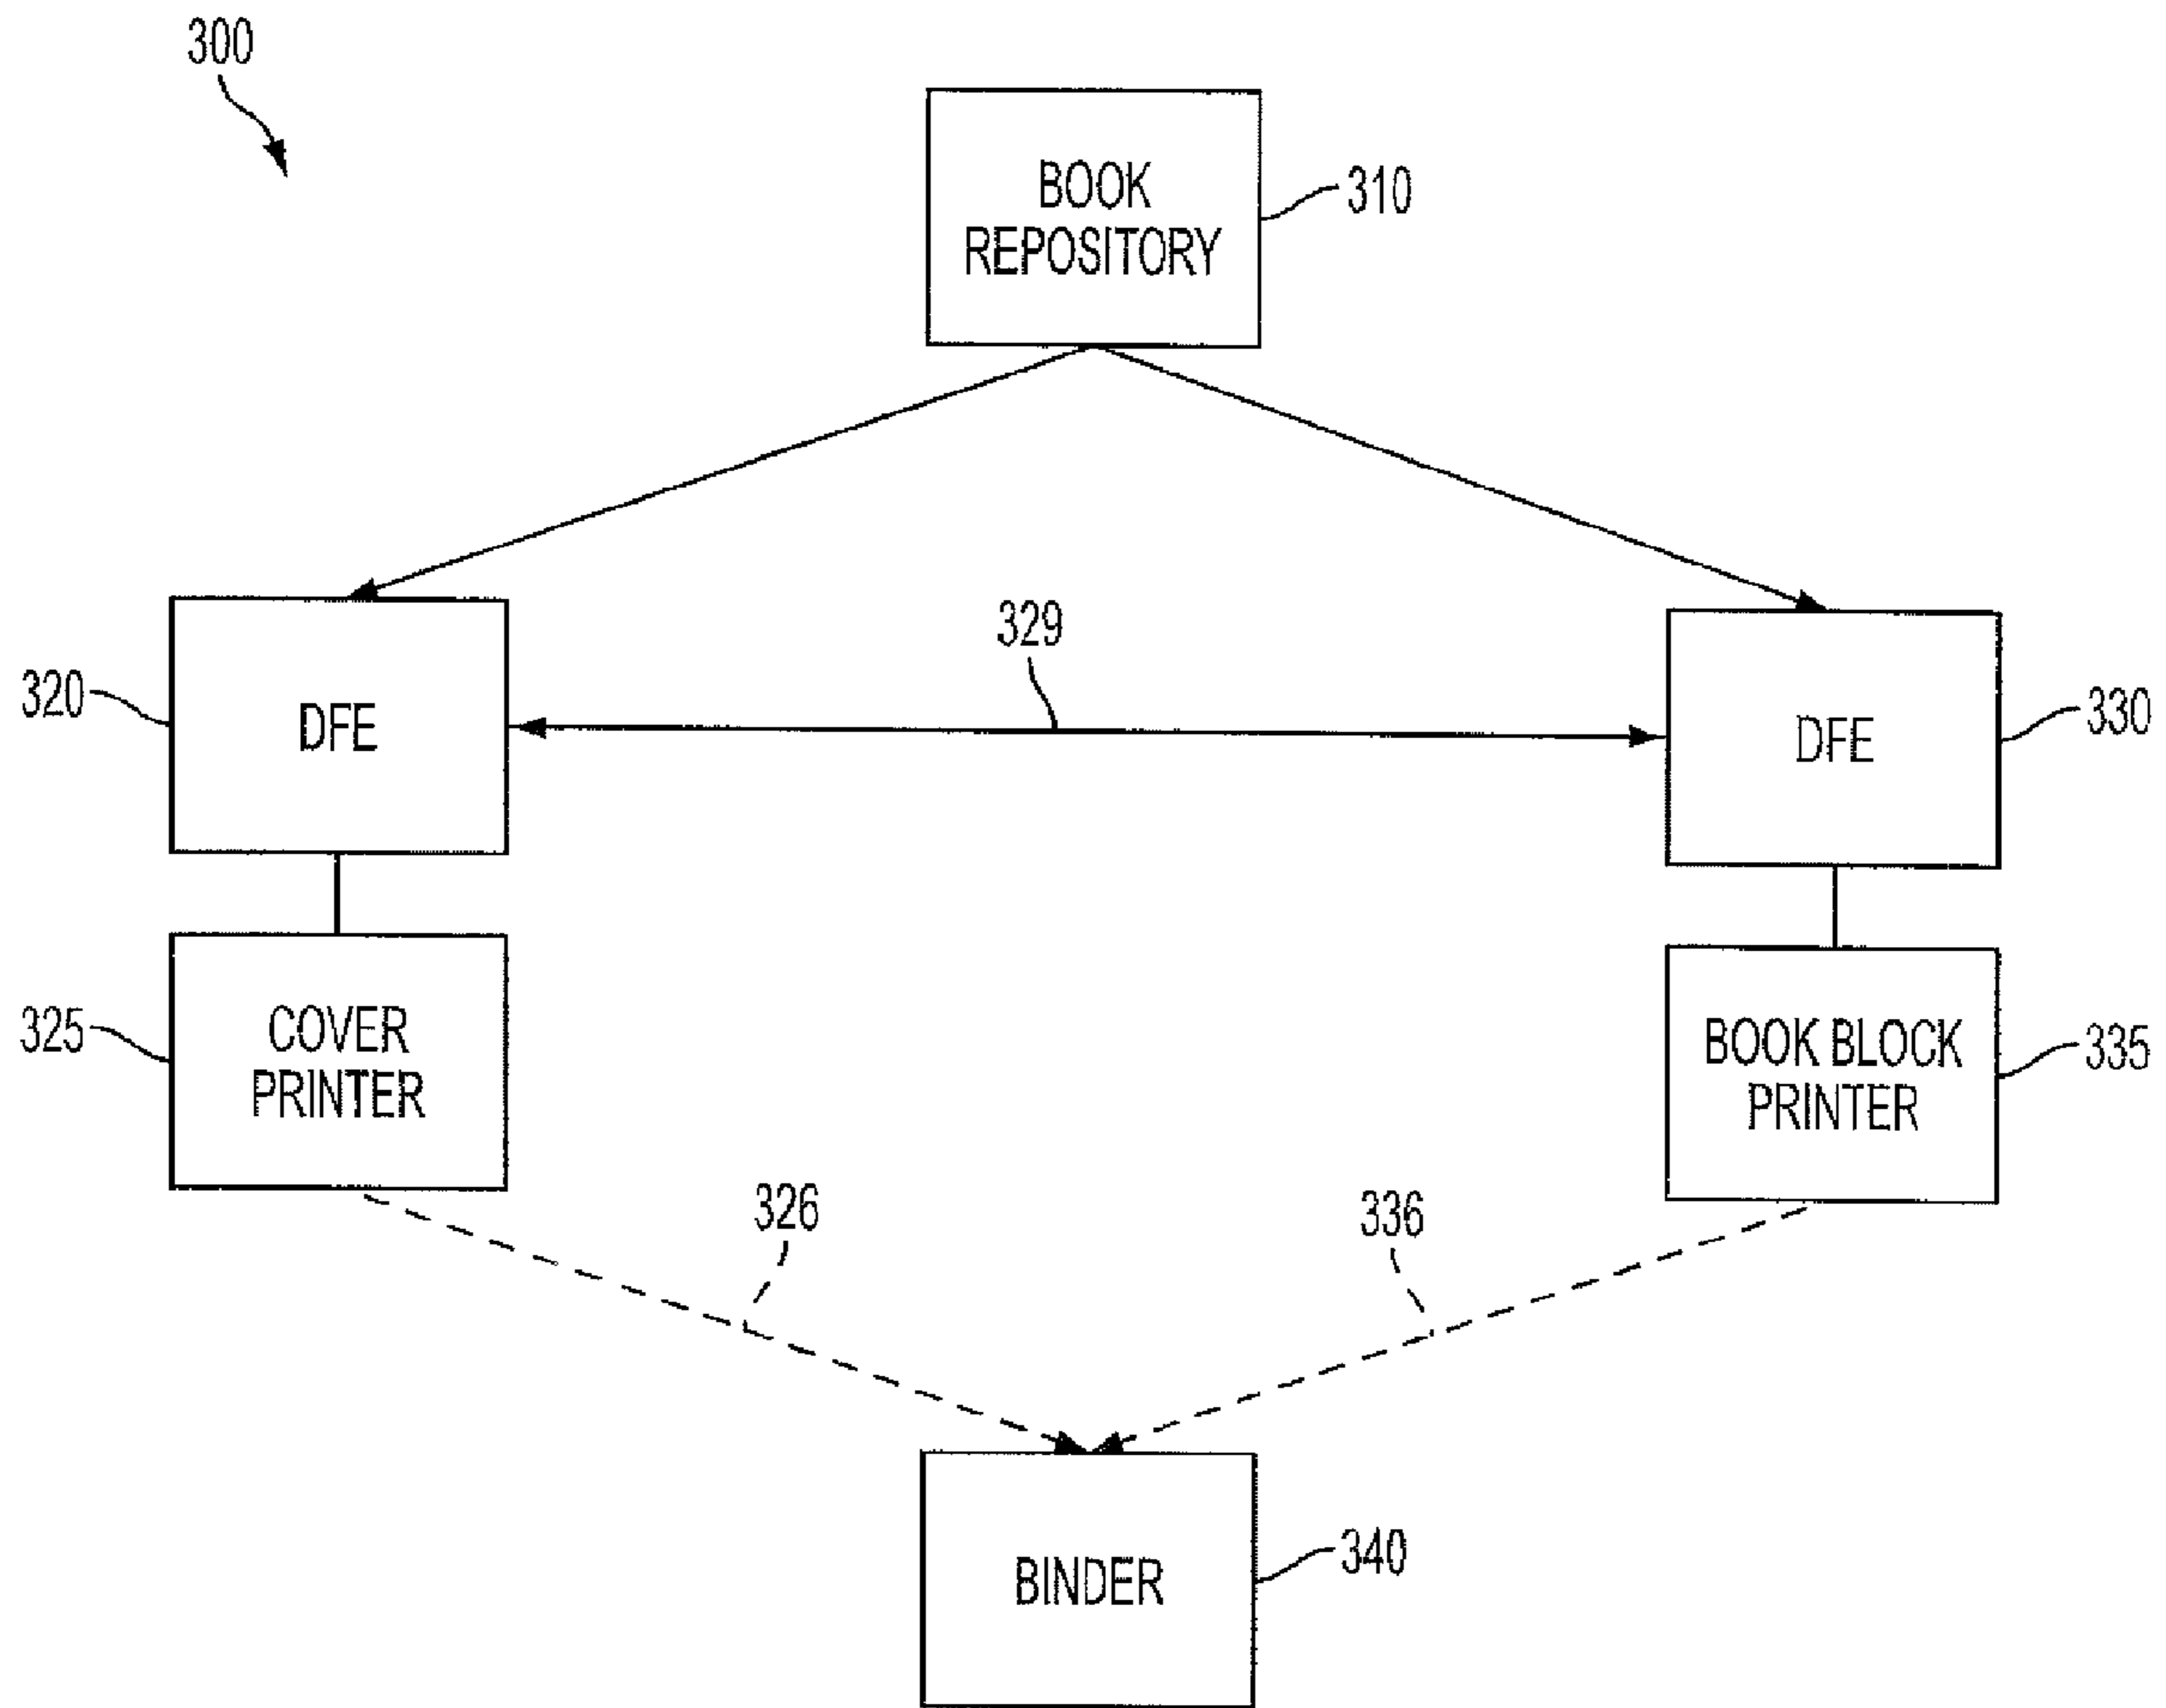 300
BOOK
REPOSITORY
310
329
320
DFE
DFE
330
325
COVER
PRINTER
BOOK BLOCK
PRINTER
335
326
336
BINDER
340